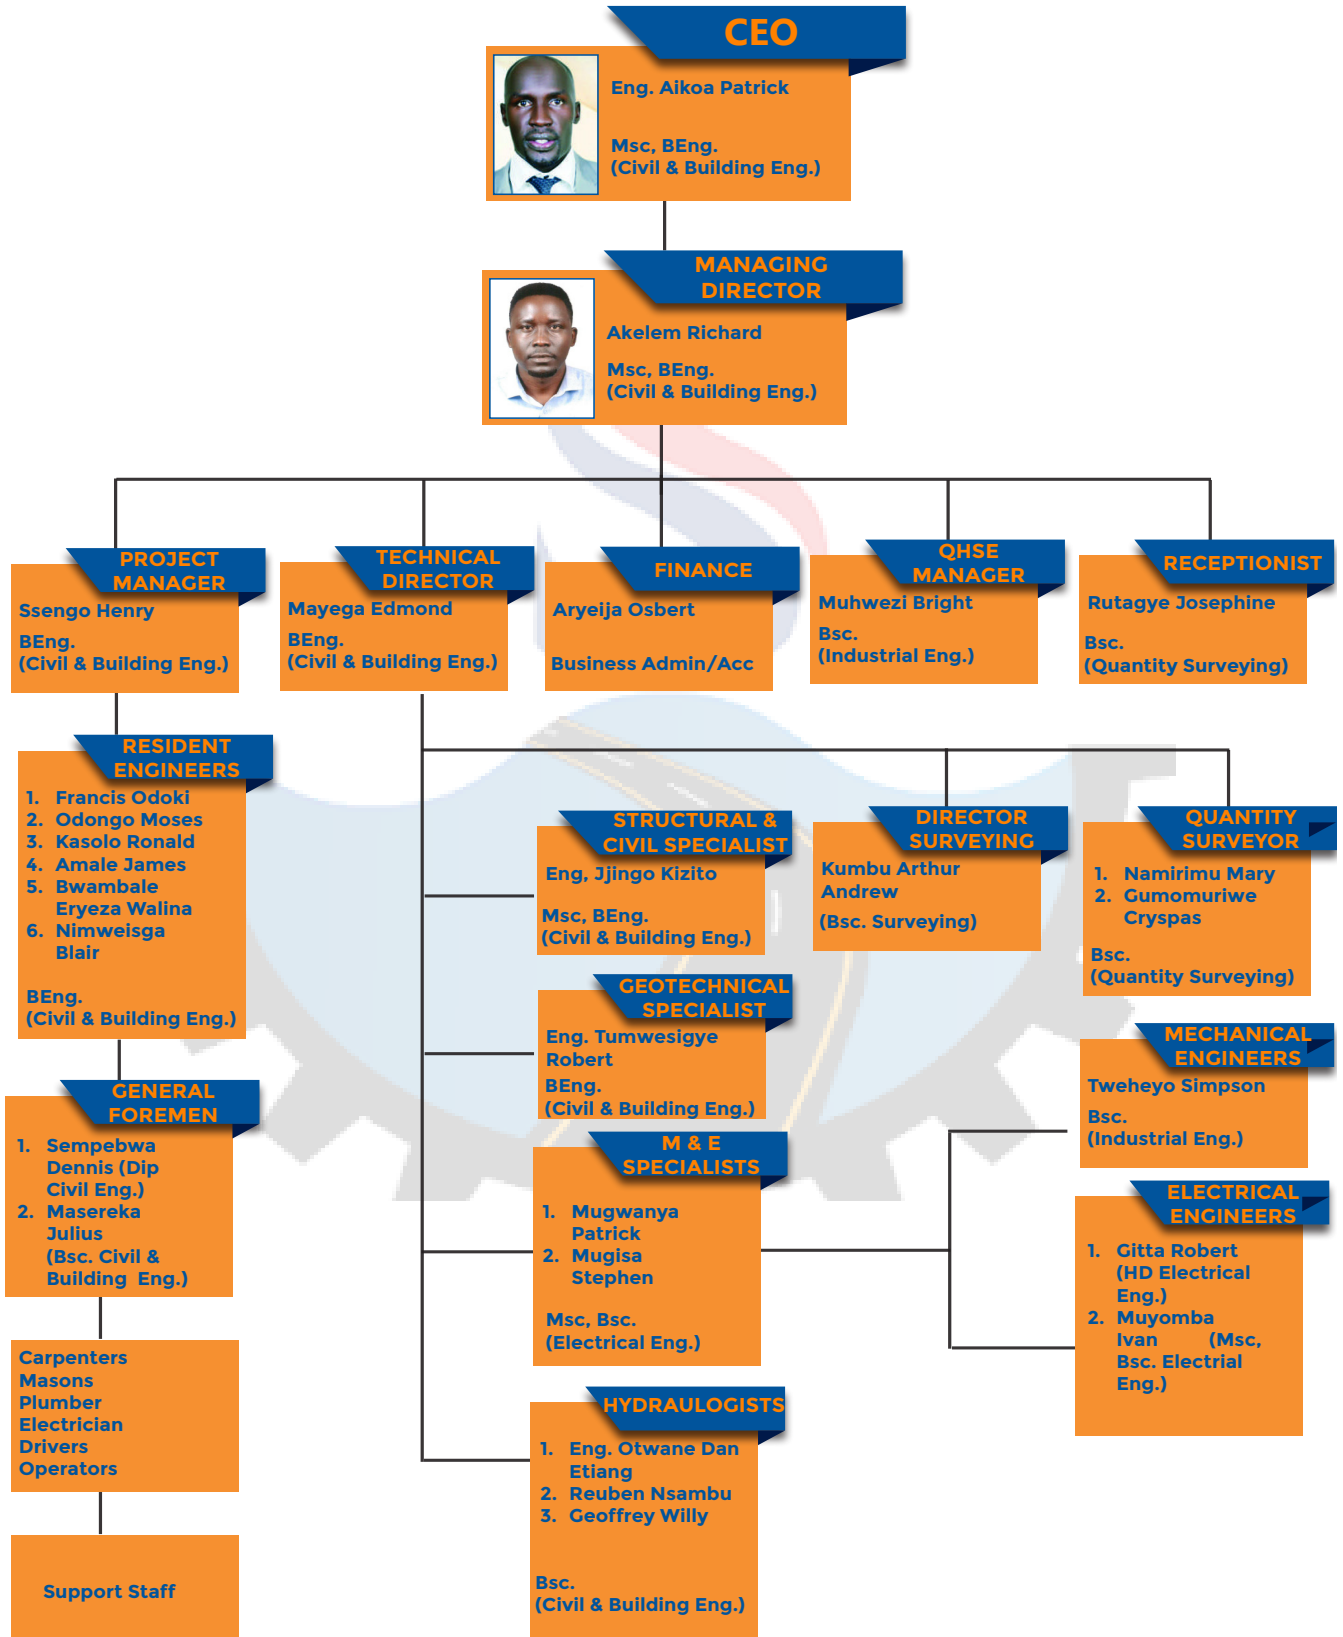 CEO
Eng. Aikoa Patrick
Msc, BEng.
(Civil & Building Eng.)
MANAGING
DIRECTOR
Akelem Richard
Msc, BEng.
(Civil & Building Eng.)
PROJECT
MANAGER
Ssengo Henry
BEng.
(Civil & Building Eng.)
TECHNICAL
DIRECTOR
Mayega Edmond
BEng.
(Civil & Building Eng.)
FINANCE
Aryeija Osbert
Business Admin/Acc
QHSE
MANAGER
Muhwezi Bright
Bsc.
(Industrial Eng.)
RECEPTIONIST
Rutagye Josephine
Bsc.
(Quantity Surveying)
RESIDENT
ENGINEERS
1. Francis Odoki
2. Odongo Moses
3. Kasolo Ronald
4. Amale James
5. Bwambale
Eryeza Walina
6. Nimweisga
Blair
BEng.
(Civil & Building Eng.)
STRUCTURAL &
CIVIL SPECIALIST
Eng, Jjingo Kizito
Msc, BEng.
(Civil & Building Eng.)
DIRECTOR
SURVEYING
Kumbu Arthur
Andrew
(Bsc. Surveying)
QUANTITY
SURVEYOR
1. Namirimu Mary
2. Gumomuriwe
Cryspas
Bsc.
(Quantity Surveying)
GEOTECHNICAL
SPECIALIST
Eng. Tumwesigye
Robert
BEng.
(Civil & Building Eng.)
MECHANICAL
ENGINEERS
Tweheyo Simpson
Bsc.
(Industrial Eng.)
GENERAL
FOREMEN
1. Sempebwa
Dennis (Dip
Civil Eng.)
2. Masereka
Julius
(Bsc. Civil &
Building Eng.)
M & E
SPECIALISTS
1. Mugwanya
Patrick
2. Mugisa
Stephen
Msc, Bsc.
(Electrical Eng.)
ELECTRICAL
ENGINEERS
1. Gitta Robert
(HD Electrical
Eng.)
2. Muyomba
Ivan (Msc,
Bsc. Electrial
Eng.)
Carpenters
Masons
Plumber
Electrician
Drivers
Operators
HYDRAULOGISTS
1. Eng. Otwane Dan
Etiang
2. Reuben Nsambu
3. Geoffrey Willy
Bsc.
(Civil & Building Eng.)
Support Staff